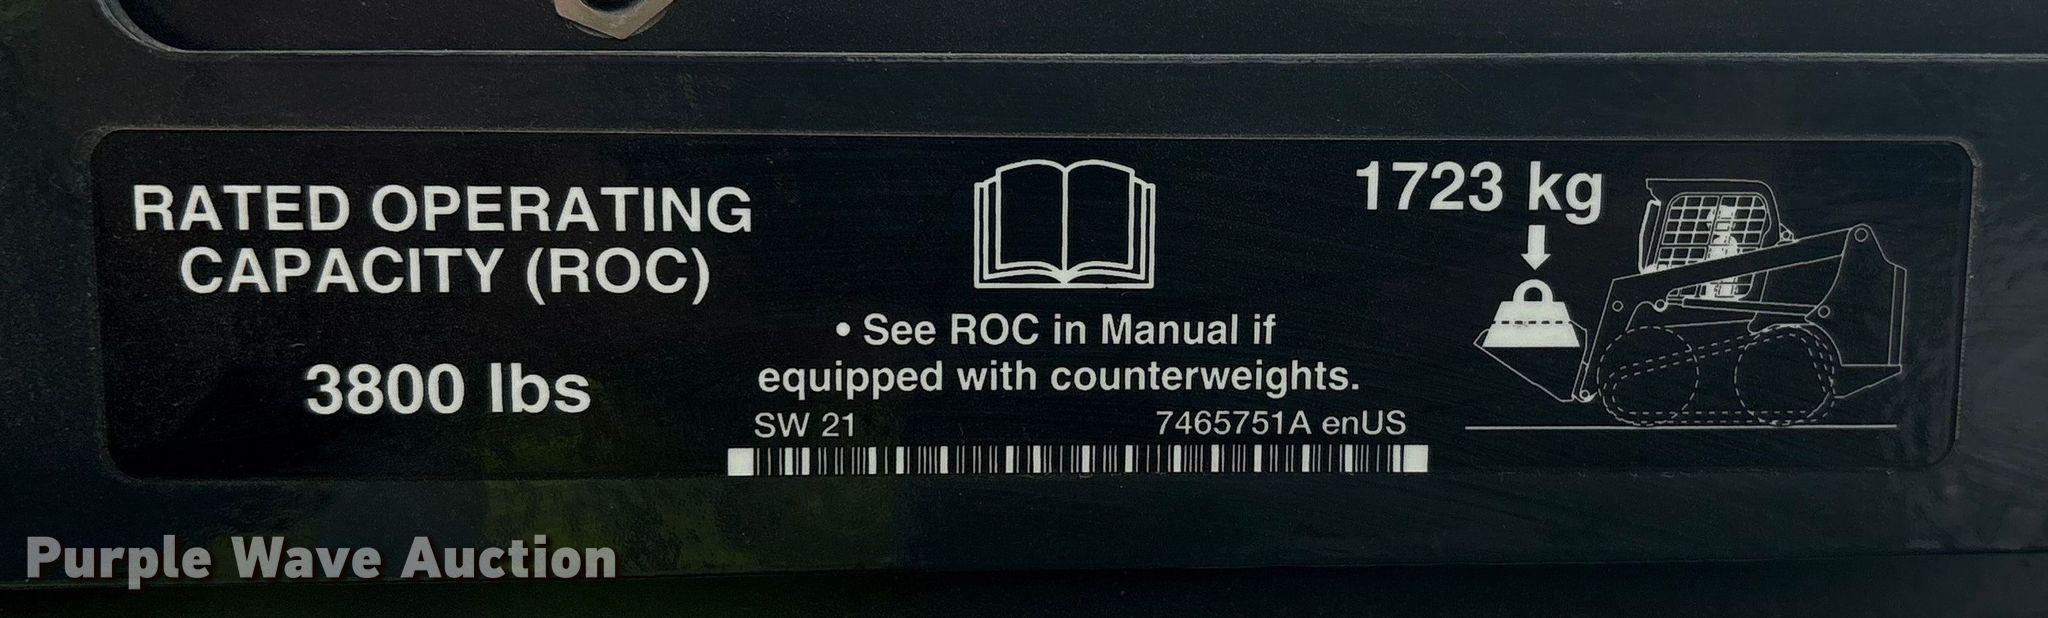 RATED OPERATING
CAPACITY (ROC)
3800 lbs
• See ROC in Manual if
equipped with counterweights.
SW 21
7465751A enUS
1723 kg
Purple Wave Auction